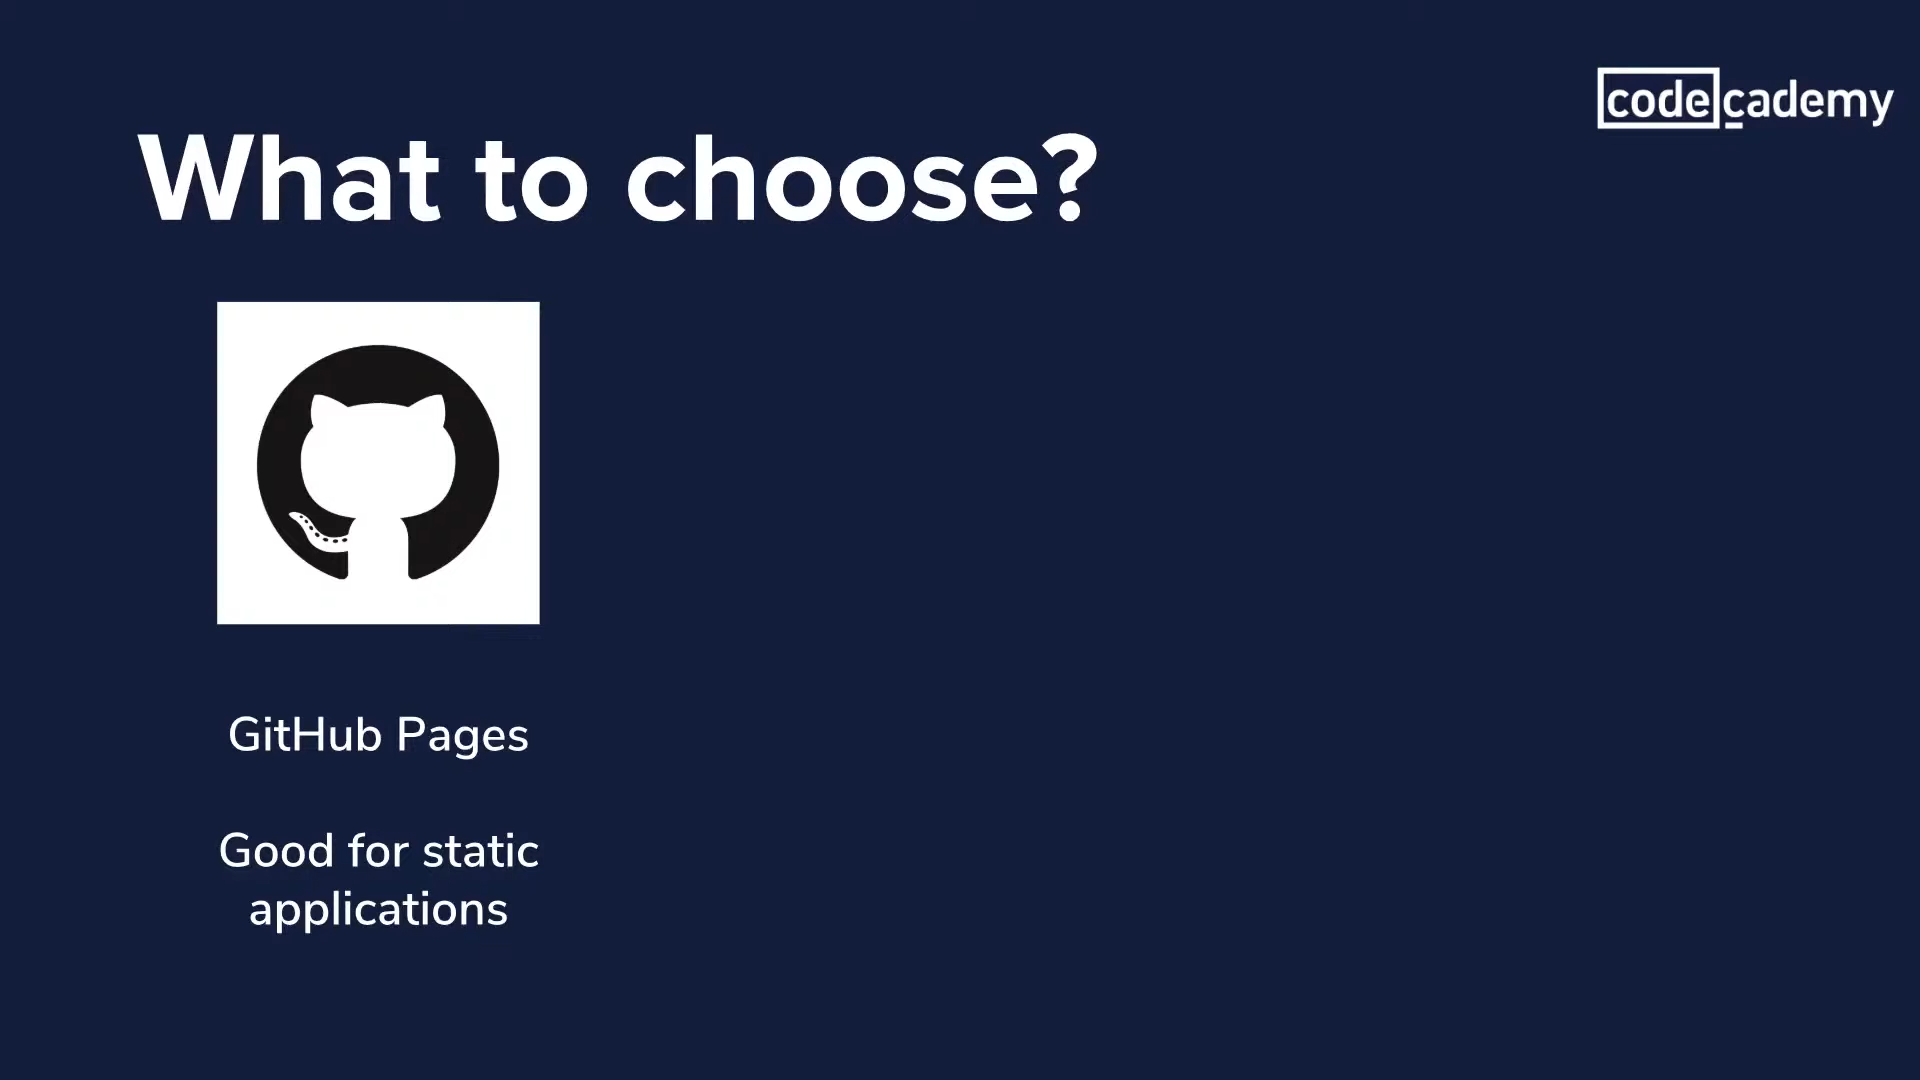 codecademy
What to choose?
GitHub Pages
Good for static
applications